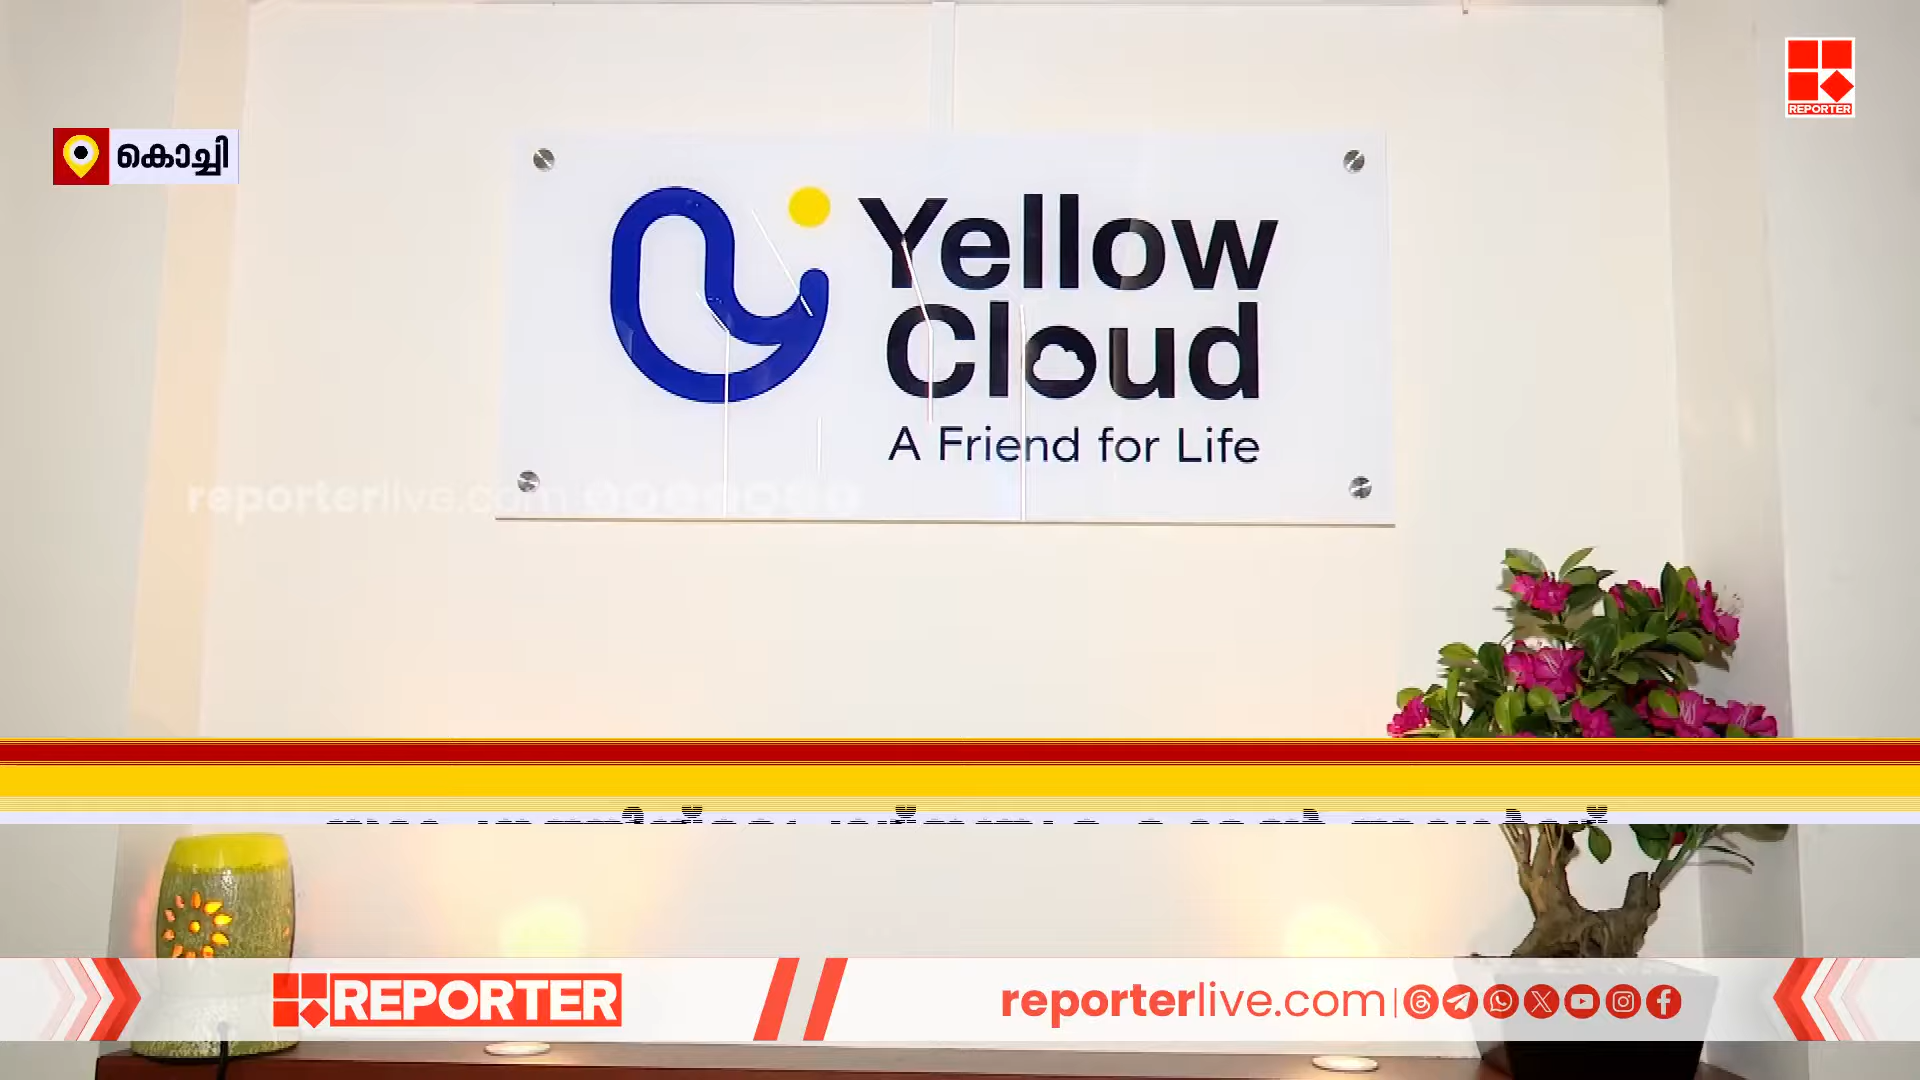 REPORTER
കൊച്ചി
Yellow
Cloud
A Friend for Life
reporterlive.com
REPORTER
reporterlive.com